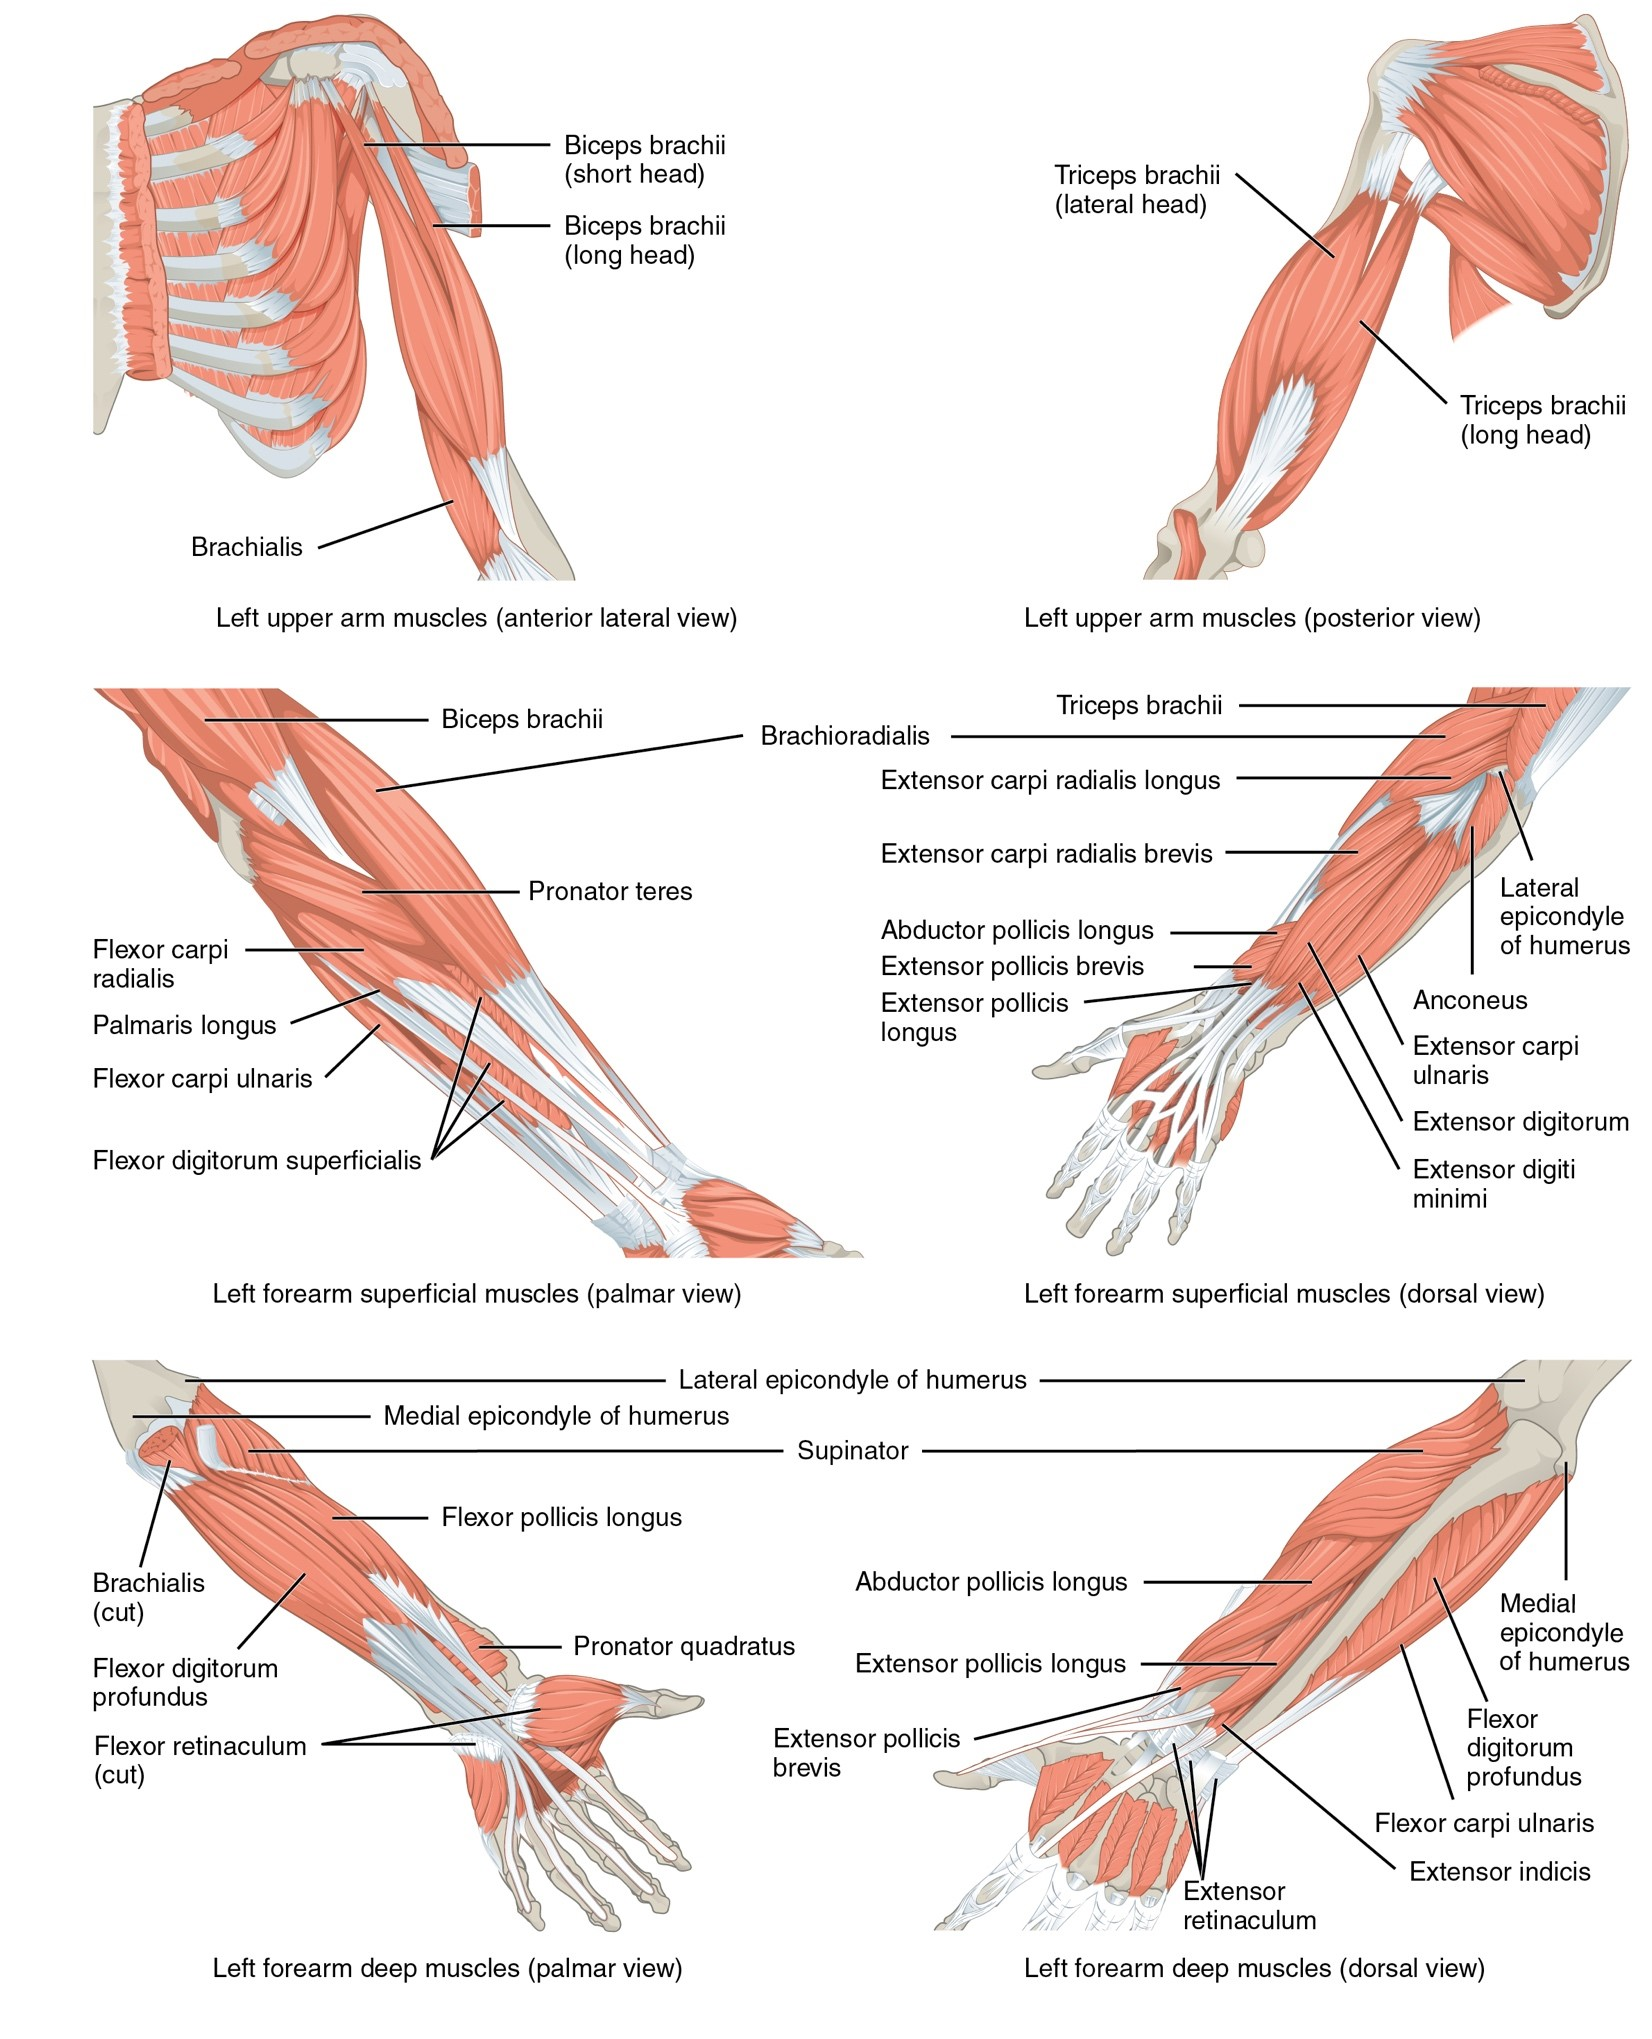 Biceps brachii
(short head)
Biceps brachii
(long head)
Brachialis
Left upper arm muscles (anterior lateral view)
Triceps brachii
(lateral head)
Triceps brachii
(long head)
Left upper arm muscles (posterior view)
Biceps brachii
Brachioradialis
Pronator teres
Flexor carpi
radialis
Palmaris longus
Flexor carpi ulnaris
Flexor digitorum superficialis
Left forearm superficial muscles (palmar view)
Triceps brachii
Extensor carpi radialis longus
Extensor carpi radialis brevis
Abductor pollicis longus
Extensor pollicis brevis
Extensor pollicis
longus
Lateral
epicondyle
of humerus
Anconeus
Extensor carpi
ulnaris
Extensor digitorum
Extensor digiti
minimi
Left forearm superficial muscles (dorsal view)
Lateral epicondyle of humerus
Medial epicondyle of humerus
Supinator
Flexor pollicis longus
Brachialis
(cut)
Flexor digitorum
profundus
Pronator quadratus
Flexor retinaculum
(cut)
Left forearm deep muscles (palmar view)
Abductor pollicis longus
Extensor pollicis longus
Extensor pollicis
brevis
Medial
epicondyle
of humerus
Flexor
digitorum
profundus
Flexor carpi ulnaris
Extensor indicis
Extensor
retinaculum
Left forearm deep muscles (dorsal view)